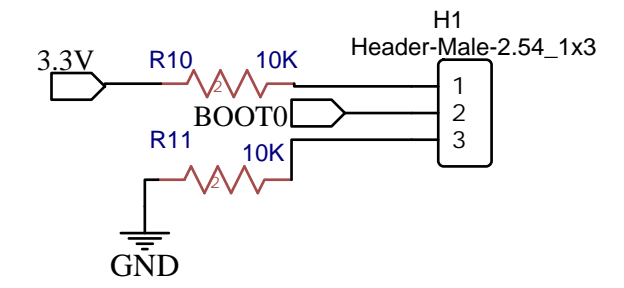 H1
Header-Male-2.54_1x3
3.3V
R10
10K
2
1
BOOT0
2
R11
10K
3
2
GND